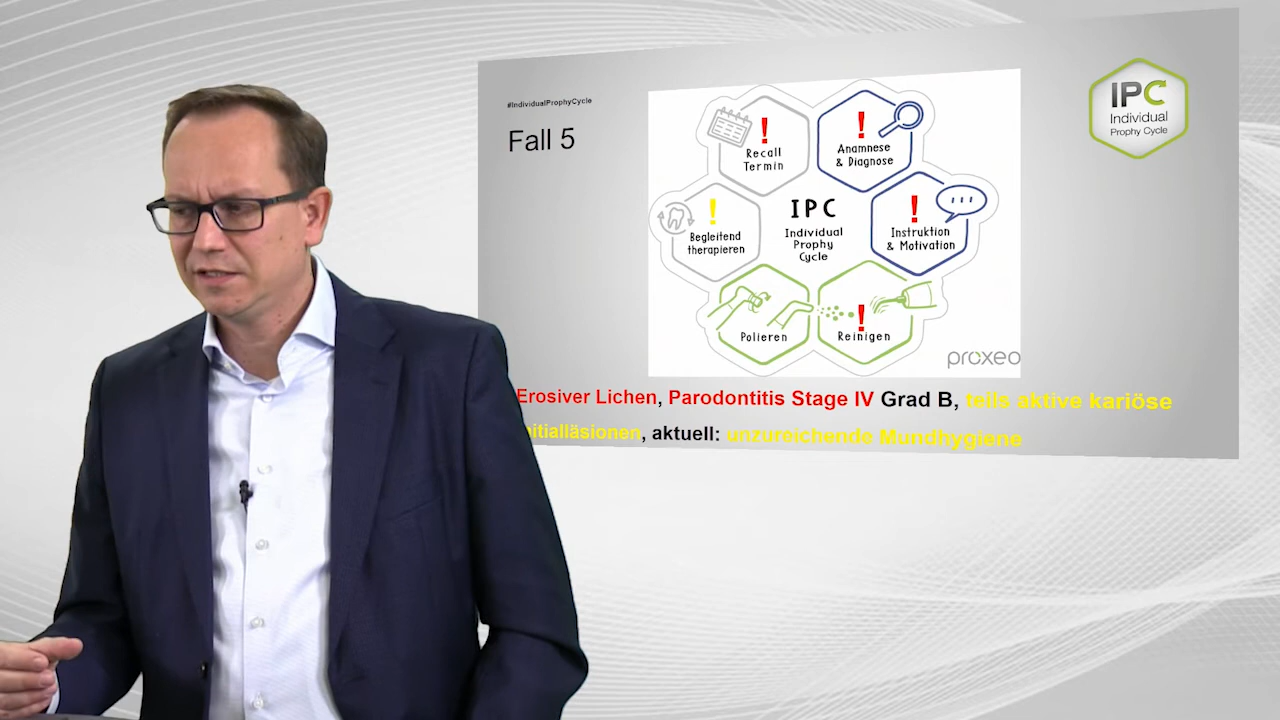 #IndividualProphyCycle
Fall 5
IPC
Individual
Prophy Cycle
!
Recall
Termin
!
Anamnese
& Diagnose
!
Begleitend
therapieren
IPC
Individual
Prophy
Cycle
!
Instruktion
& Motivation
Polieren
!
Reinigen
proxeo
Erosiver Lichen, Parodontitis Stage IV Grad B, teils aktive kariöse
nitialläsionen, aktuell: unzureichende Mundhygiene